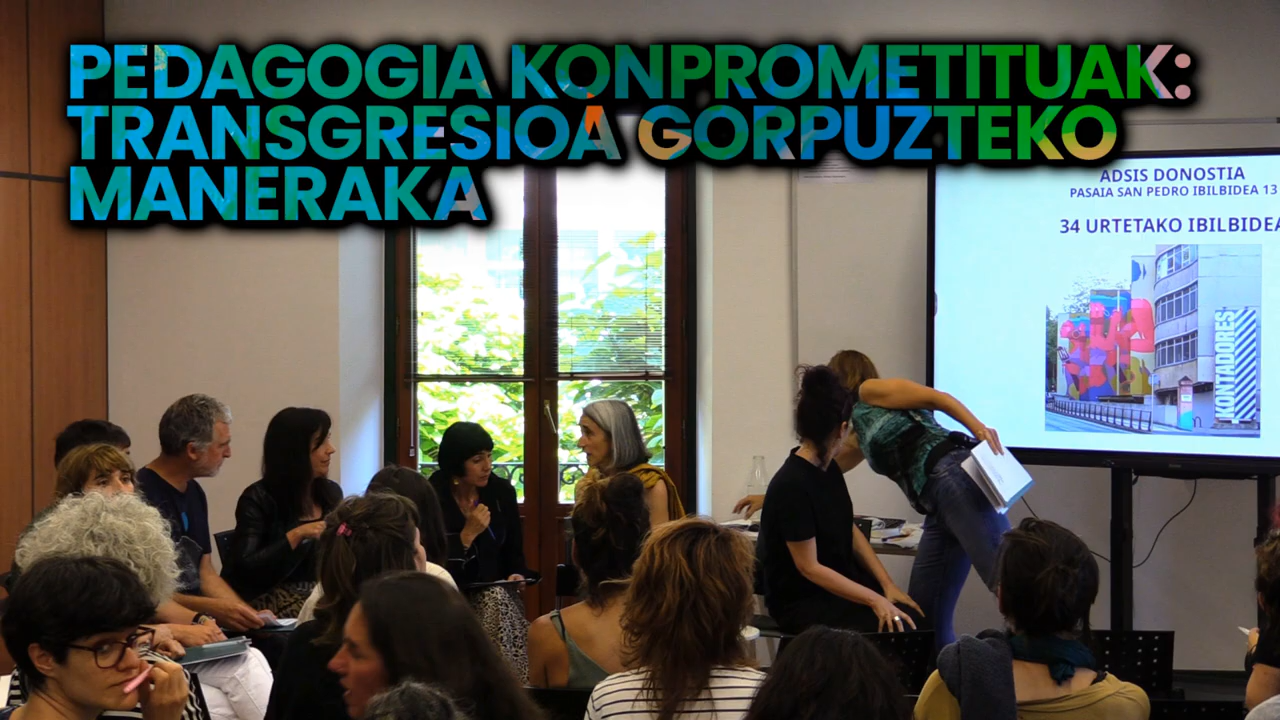 PEDAGOGIA KONPROMETITUAK:
TRANSGRESIOA GORPUZTEKO
MANERAKA
ADSIS DONOSTIA
PASAIA SAN PEDRO IBILBIDEA 13
34 URTETAKO IBILBIDEA
KONTADORES